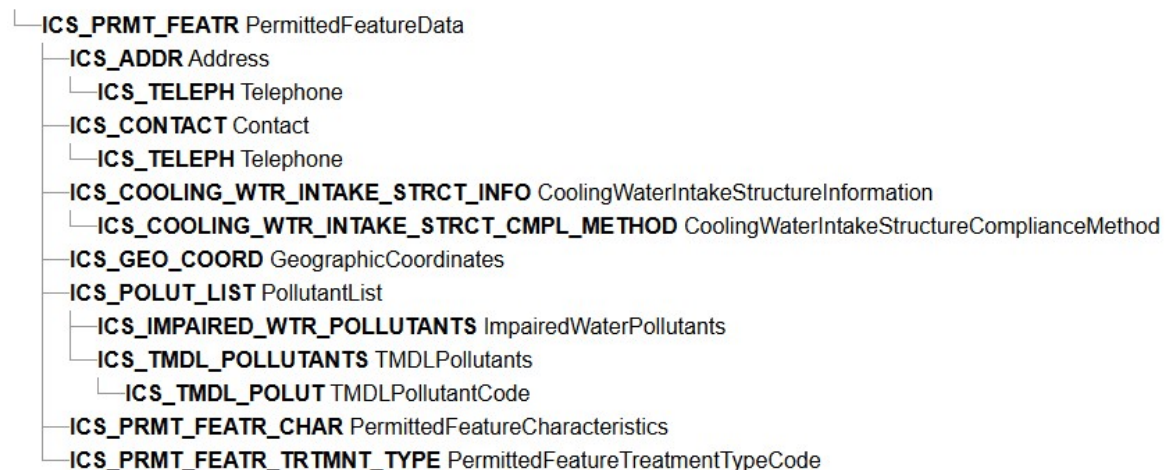 ICS_PRMT_FEATR PermittedFeatureData
ICS_ADDR Address
ICS_TELEPH Telephone
ICS_CONTACT Contact
ICS_TELEPH Telephone
ICS_COOLING_WTR_INTAKE_STRCT_INFO CoolingWaterIntakeStructureInformation
ICS_COOLING_WTR_INTAKE_STRCT_CMPL_METHOD CoolingWaterIntakeStructureComplianceMethod
ICS_GEO_COORD GeographicCoordinates
ICS_POLUT_LIST PollutantList
ICS_IMPAIRED_WTR_POLLUTANTS ImpairedWaterPollutants
ICS_TMDL_POLLUTANTS TMDLPollutants
ICS_TMDL_POLUT TMDLPollutantCode
ICS_PRMT_FEATR_CHAR PermittedFeatureCharacteristics
ICS_PRMT_FEATR_TRTMNT_TYPE PermittedFeatureTreatmentTypeCode